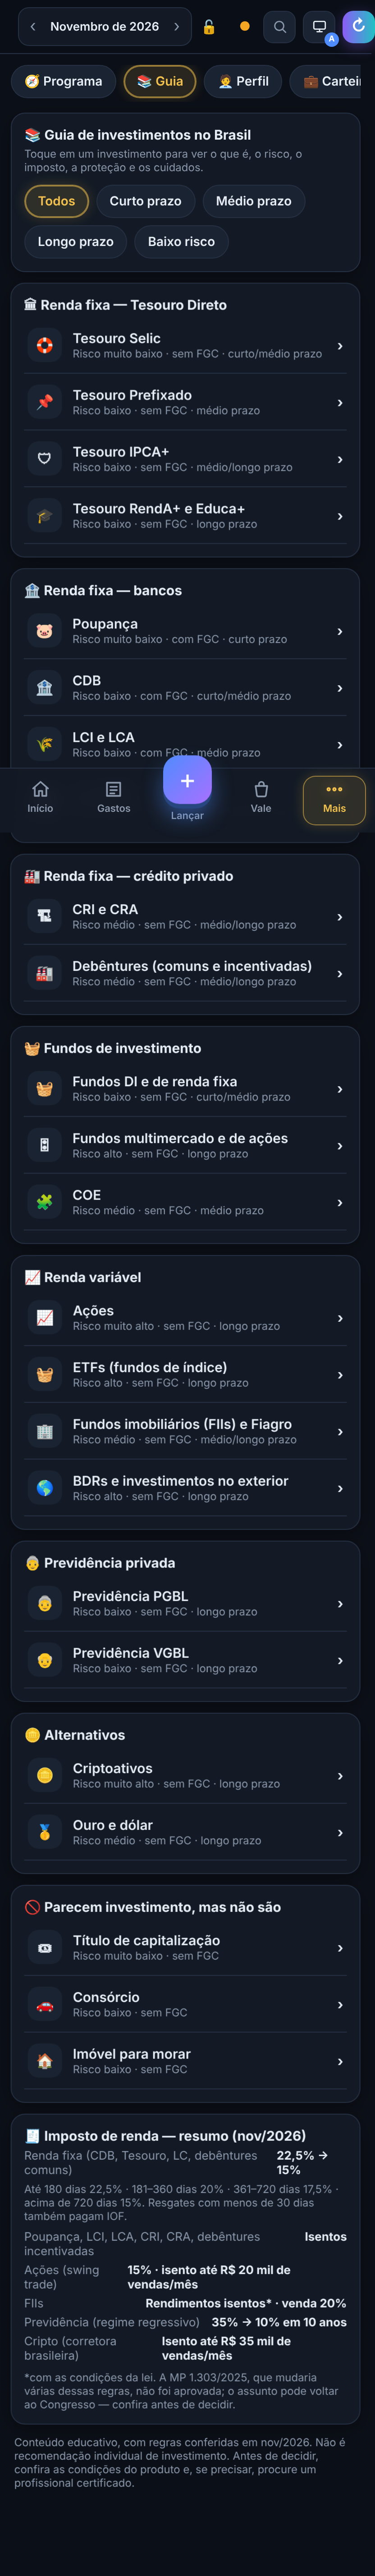 Novembro de 2026
A
Programa
Guia
Perfil
Carteir
Guia de investimentos no Brasil
Toque em um investimento para ver o que é, o risco, o
imposto, a proteção e os cuidados.
Todos
Curto prazo
Médio prazo
Longo prazo
Baixo risco
Renda fixa — Tesouro Direto
Tesouro Selic
Risco muito baixo · sem FGC · curto/médio prazo
Tesouro Prefixado
Risco baixo · sem FGC · médio prazo
Tesouro IPCA+
Risco baixo · sem FGC · médio/longo prazo
Tesouro RendA+ e Educa+
Risco baixo · sem FGC · longo prazo
Renda fixa — bancos
Poupança
Risco muito baixo · com FGC · curto prazo
CDB
Risco baixo · com FGC · curto/médio prazo
LCI e LCA
Risco baixo · com FGC · médio prazo
Início
Gastos
Lançar
Vale
Mais
Renda fixa — crédito privado
CRI e CRA
Risco médio · sem FGC · médio/longo prazo
Debêntures (comuns e incentivadas)
Risco médio · sem FGC · médio/longo prazo
Fundos de investimento
Fundos DI e de renda fixa
Risco baixo · sem FGC · curto/médio prazo
Fundos multimercado e de ações
Risco alto · sem FGC · longo prazo
COE
Risco médio · sem FGC · médio prazo
Renda variável
Ações
Risco muito alto · sem FGC · longo prazo
ETFs (fundos de índice)
Risco alto · sem FGC · longo prazo
Fundos imobiliários (FIIs) e Fiagro
Risco médio · sem FGC · médio/longo prazo
BDRs e investimentos no exterior
Risco alto · sem FGC · longo prazo
Previdência privada
Previdência PGBL
Risco baixo · sem FGC · longo prazo
Previdência VGBL
Risco baixo · sem FGC · longo prazo
Alternativos
Criptoativos
Risco muito alto · sem FGC · longo prazo
Ouro e dólar
Risco médio · sem FGC · longo prazo
Parecem investimento, mas não são
Título de capitalização
Risco muito baixo · sem FGC
Consórcio
Risco baixo · sem FGC
Imóvel para morar
Risco baixo · sem FGC
Imposto de renda — resumo (nov/2026)
Renda fixa (CDB, Tesouro, LC, debêntures 22,5% →
comuns) 15%
Até 180 dias 22,5% · 181–360 dias 20% · 361–720 dias 17,5% ·
acima de 720 dias 15%. Resgates com menos de 30 dias
também pagam IOF.
Poupança, LCI, LCA, CRI, CRA, debêntures Isentos
incentivadas
Ações (swing 15% · isento até R$ 20 mil de
trade) vendas/mês
FIIs Rendimentos isentos* · venda 20%
Previdência (regime regressivo) 35% → 10% em 10 anos
Cripto (corretora Isento até R$ 35 mil de
brasileira) vendas/mês
*com as condições da lei. A MP 1.303/2025, que mudaria
várias dessas regras, não foi aprovada; o assunto pode voltar
ao Congresso — confira antes de decidir.
Conteúdo educativo, com regras conferidas em nov/2026. Não é
recomendação individual de investimento. Antes de decidir,
confira as condições do produto e, se precisar, procure um
profissional certificado.